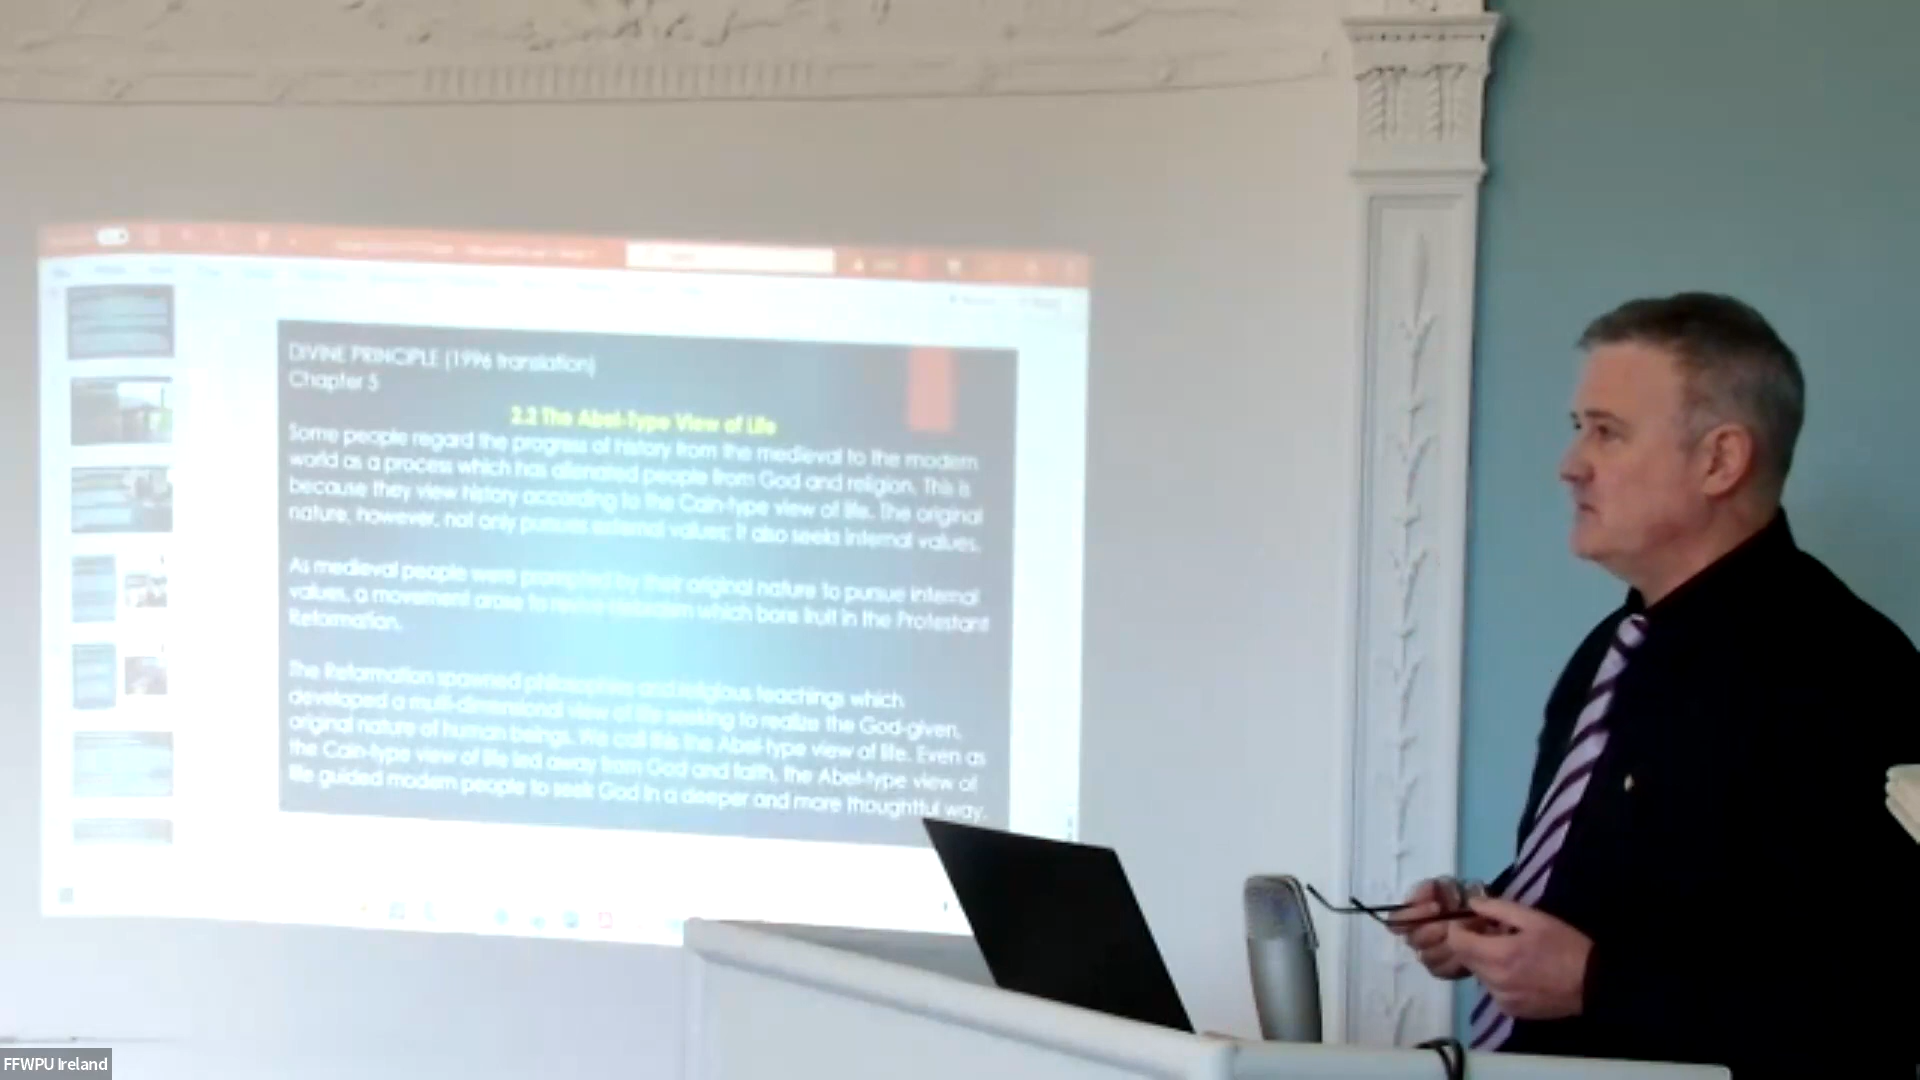 DIVINE PRINCIPLE (1996 translation)
Chapter 5
2.2 The Abel-Type View of Life
Some people regard the progress of history from the medieval to the modern
world as a process which has alienated people from God and religion. This is
because they view history according to the Cain-type view of life. The original
nature, however, not only pursues external values; it also seeks internal values.
As medieval people were prompted by their original nature to pursue internal
values, a movement arose to revive Hebraism which bore fruit in the Protestant
Reformation.
The Reformation spawned philosophies and religious teachings which
developed a multi-dimensional view of life seeking to realize the God-given,
original nature of human beings. We call this the Abel-type view of life. Even as
the Cain-type view of life led away from God and faith, the Abel-type view of
life guided modern people to seek God in a deeper and more thoughtful way.
FFWPU Ireland